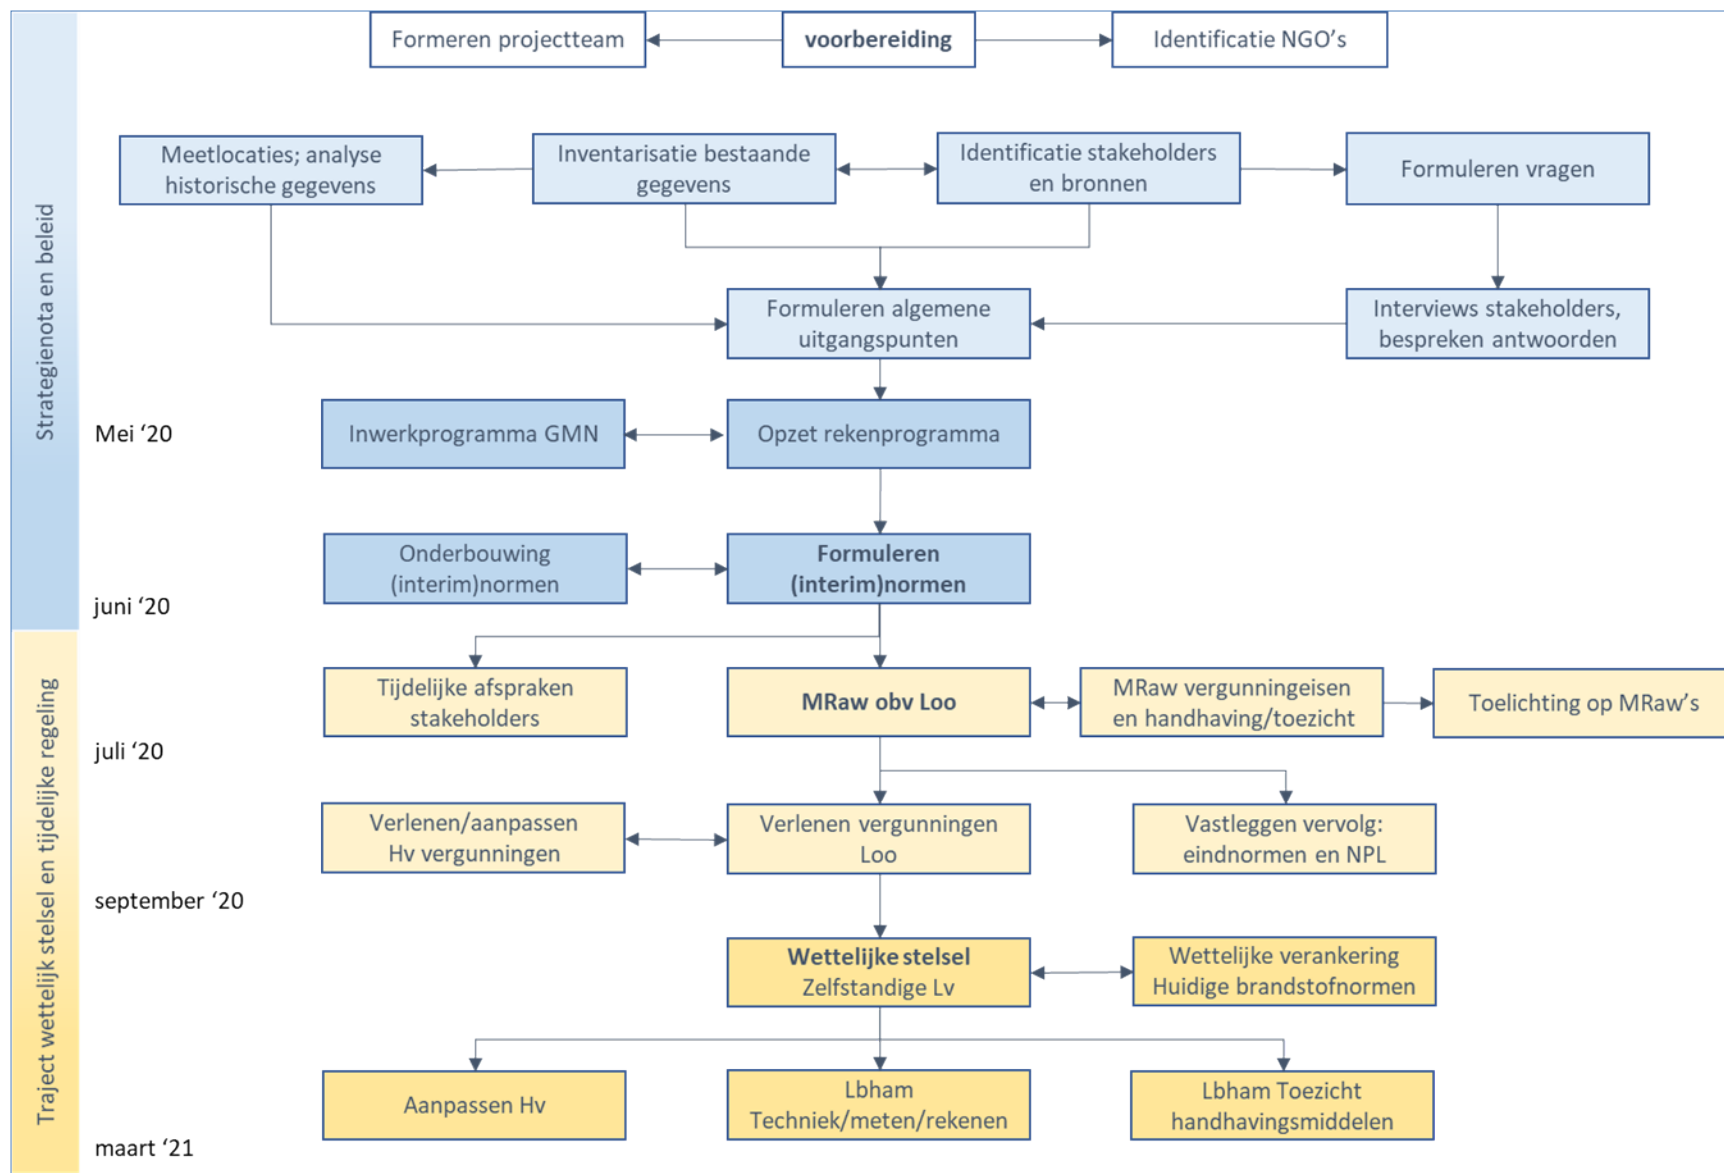 Formeren projectteam
voorbereiding
Identificatie NGO's
Meetlocaties; analyse
historische gegevens
Inventarisatie bestaande
gegevens
Identificatie stakeholders
en bronnen
Formuleren vragen
Formuleren algemene
uitgangspunten
Interviews stakeholders,
bespreken antwoorden
Strategienota en beleid
Mei ‘20
Inwerkprogramma GMN
Opzet rekenprogramma
Onderbouwing
(interim)normen
Formuleren
(interim)normen
juni ‘20
Tijdelijke afspraken
stakeholders
MRaw obv Loo
MRaw vergunningeisen
en handhaving/toezicht
Toelichting op MRaw's
juli ‘20
Traject wettelijk stelsel en tijdelijke regeling
Verlenen/aanpassen
Hv vergunningen
Verlenen vergunningen
Loo
Vastleggen vervolg:
eindnormen en NPL
september ‘20
Wettelijke stelsel
Zelfstandige Lv
Wettelijke verankering
Huidige brandstofnormen
Aanpassen Hv
Lbham
Techniek/meten/rekenen
Lbham Toezicht
handhavingsmiddelen
maart ‘21